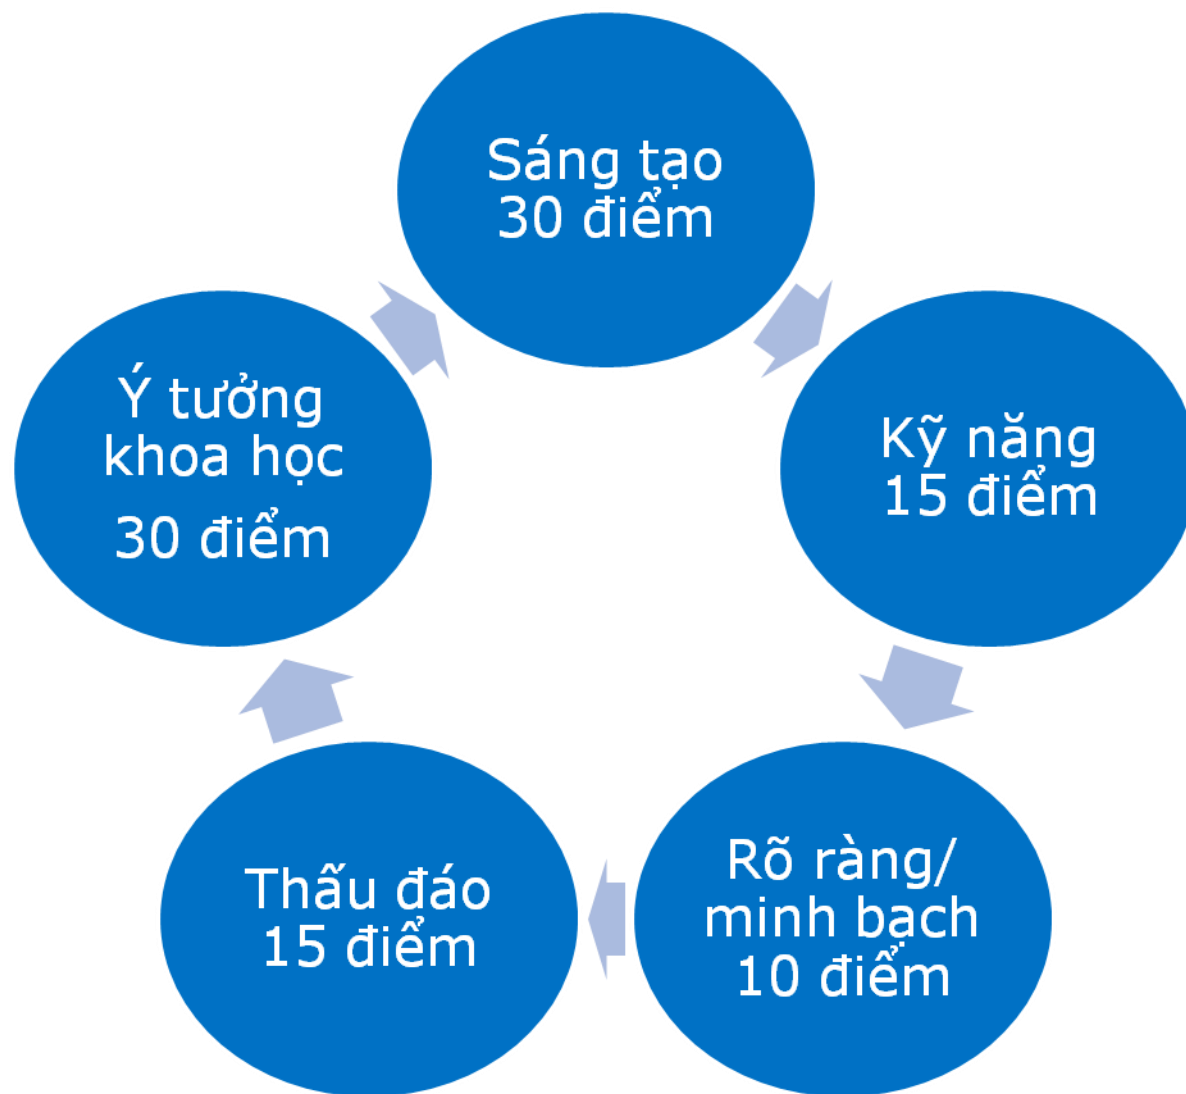 Sáng tạo
30 điểm
Kỹ năng
15 điểm
Rõ ràng/
minh bạch
10 điểm
Thấu đáo
15 điểm
Ý tưởng
khoa học
30 điểm